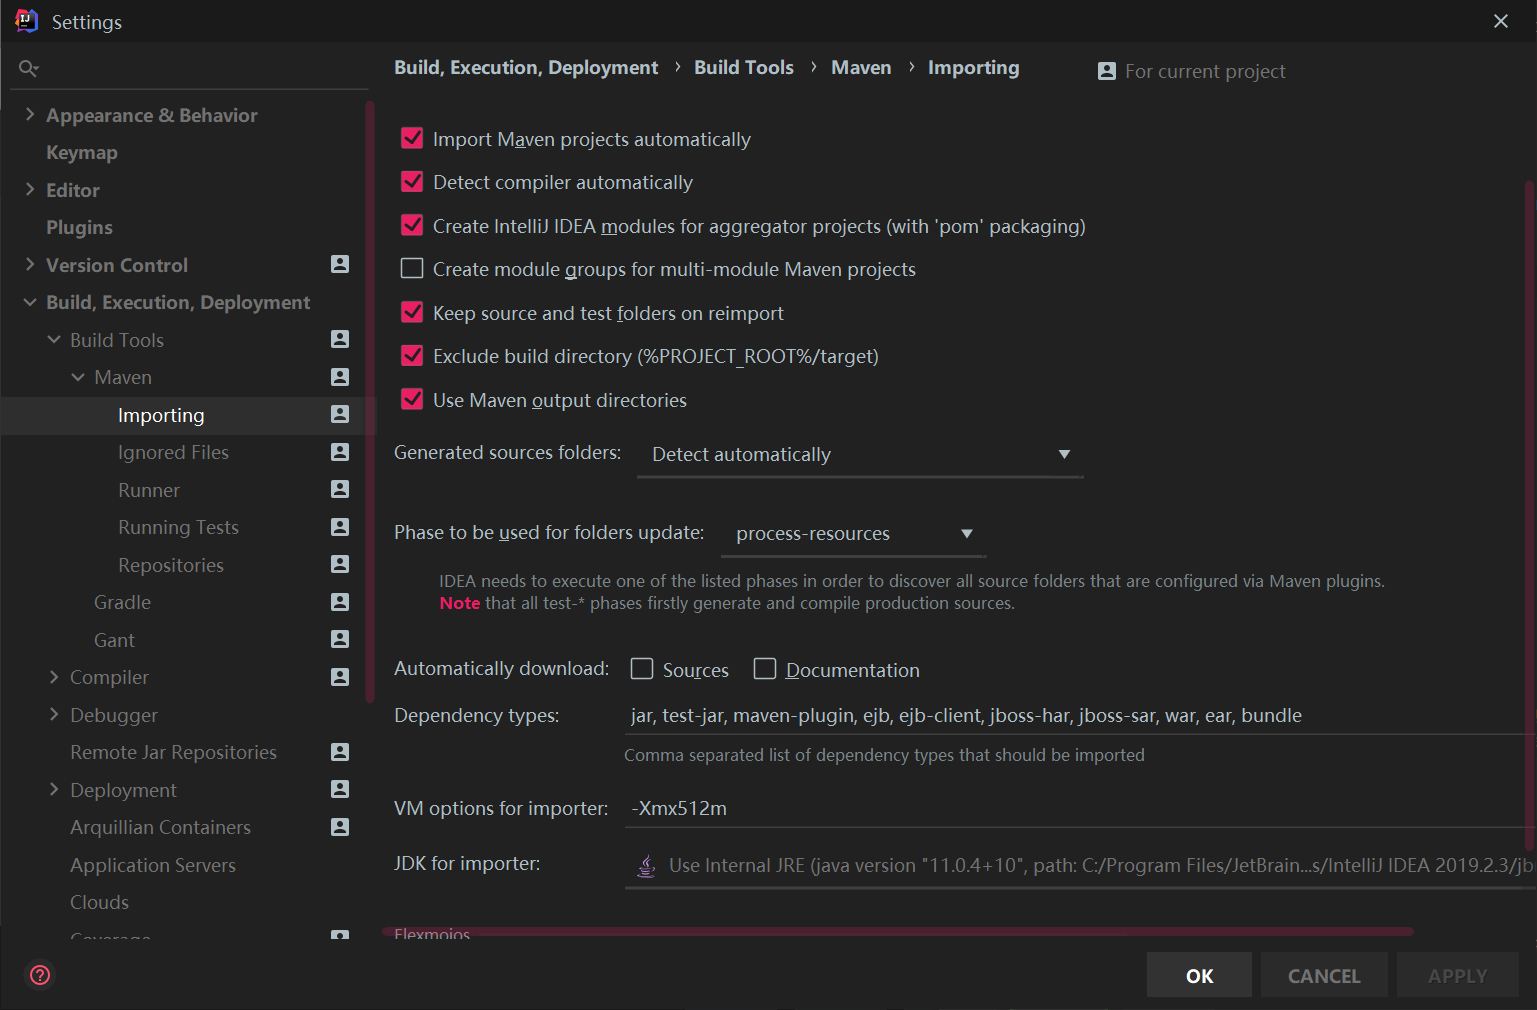 Settings
Build, Execution, Deployment › Build Tools › Maven › Importing
For current project
Appearance & Behavior
Keymap
Editor
Plugins
Version Control
Build, Execution, Deployment
Build Tools
Maven
Importing
Ignored Files
Runner
Running Tests
Repositories
Gradle
Gant
Compiler
Debugger
Remote Jar Repositories
Deployment
Arquillian Containers
Application Servers
Clouds
Coverage
Import Maven projects automatically
Detect compiler automatically
Create IntelliJ IDEA modules for aggregator projects (with 'pom' packaging)
Create module groups for multi-module Maven projects
Keep source and test folders on reimport
Exclude build directory (%PROJECT_ROOT%/target)
Use Maven output directories
Generated sources folders: Detect automatically
Phase to be used for folders update: process-resources
IDEA needs to execute one of the listed phases in order to discover all source folders that are configured via Maven plugins.
Note that all test-* phases firstly generate and compile production sources.
Automatically download: Sources Documentation
Dependency types: jar, test-jar, maven-plugin, ejb, ejb-client, jboss-har, jboss-sar, war, ear, bundle
Comma separated list of dependency types that should be imported
VM options for importer: -Xmx512m
JDK for importer: Use Internal JRE (java version "11.0.4+10", path: C:/Program Files/JetBrain...s/IntelliJ IDEA 2019.2.3/jb
Flexmojos
OK CANCEL APPLY